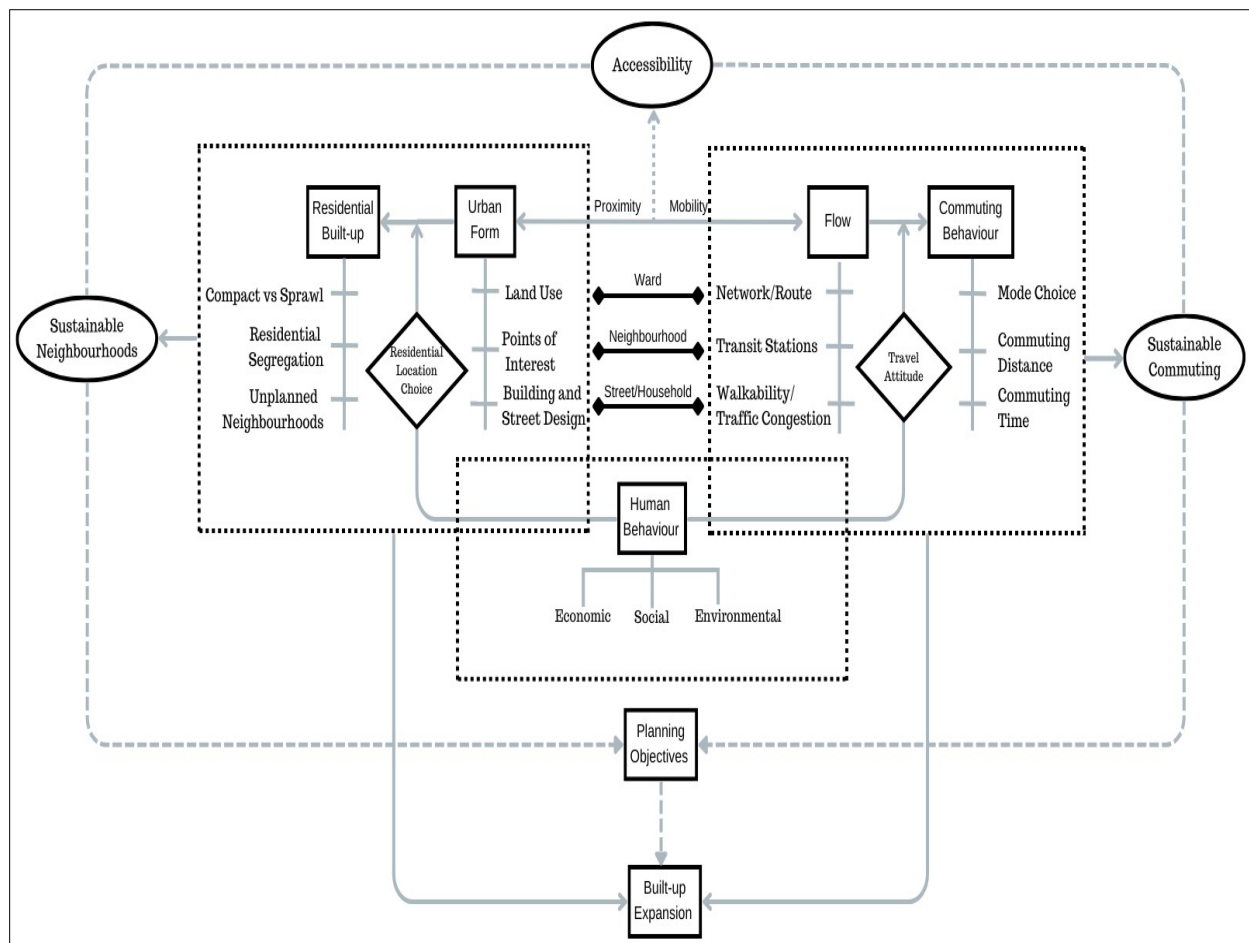 Accessibility
Residential
Built-up
Urban
Form
Proximity
Mobility
Flow
Commuting
Behaviour
Compact vs Sprawl
Residential
Segregation
Unplanned
Neighbourhoods
Residential
Location
Choice
Land Use
Points of
Interest
Building and
Street Design
Ward
Neighbourhood
Street/Household
Network/Route
Transit Stations
Walkability/
Traffic Congestion
Travel
Attitude
Mode Choice
Commuting
Distance
Commuting
Time
Sustainable
Neighbourhoods
Sustainable
Commuting
Human
Behaviour
Economic
Social
Environmental
Planning
Objectives
Built-up
Expansion